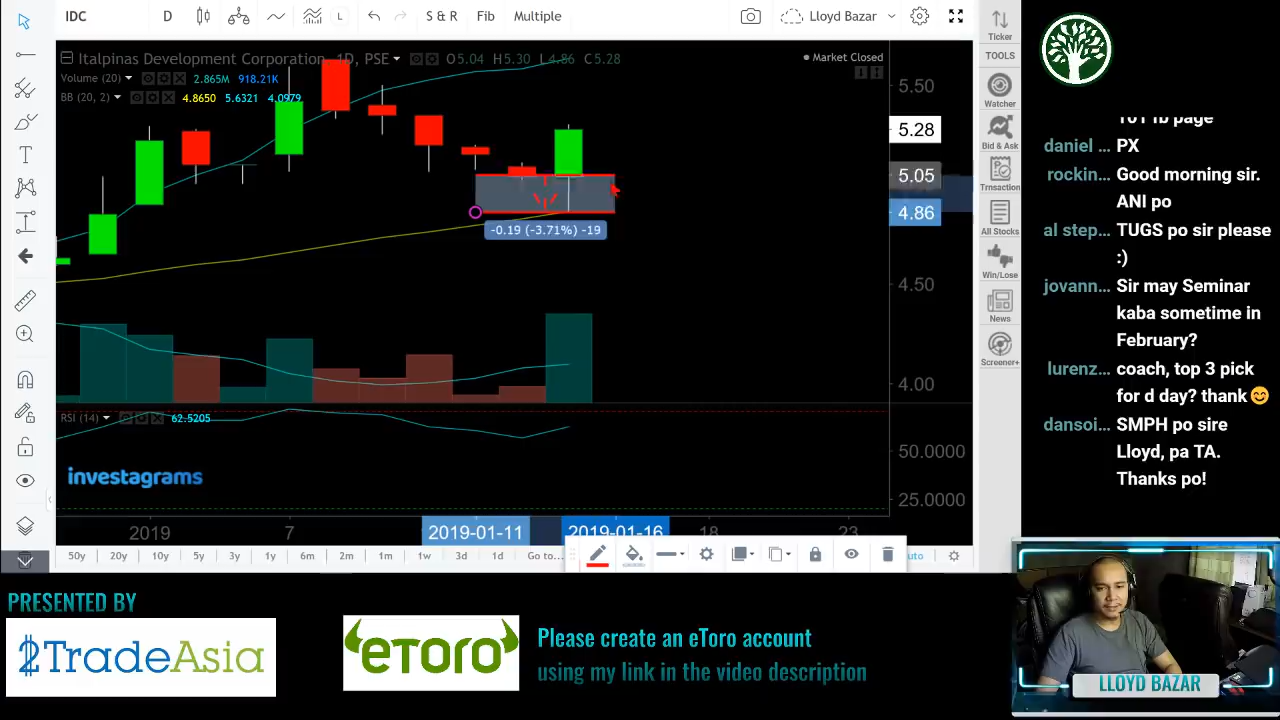 IDC
D
L
S & R
Fib
Multiple
Lloyd Bazar
Ticker
TOOLS
Watcher
Bid & Ask
Trnsaction
All Stocks
Win/Lose
News
Screener+
Italpinas Development Corporation, 1D, PSE
O5.04 H5.30 L4.86 C5.28
Market Closed
Volume (20)
2.865M 918.21K
BB (20, 2)
4.8650 5.6321 4.0979
5.50
5.28
5.05
4.86
4.50
4.00
-0.19 (-3.71%) -19
RSI (14)
62.5205
50.0000
25.0000
investagrams
2019
7
2019-01-11
2019-01-16
18
23
50y 20y 10y 5y 3y 1y 6m 2m 1m 1w 3d 1d Go to...
auto
101 fb page
daniel ... PX
rockin... Good morning sir.
ANI po
al step... TUGS po sir please
:)
jovann... Sir may Seminar
kaba sometime in
February?
lurenz... coach, top 3 pick
for d day? thank😊
dansoi... SMPH po sire
Lloyd, pa TA.
Thanks po!
PRESENTED BY
2TradeAsia
eToro
Please create an eToro account
using my link in the video description
LLOYD BAZAR